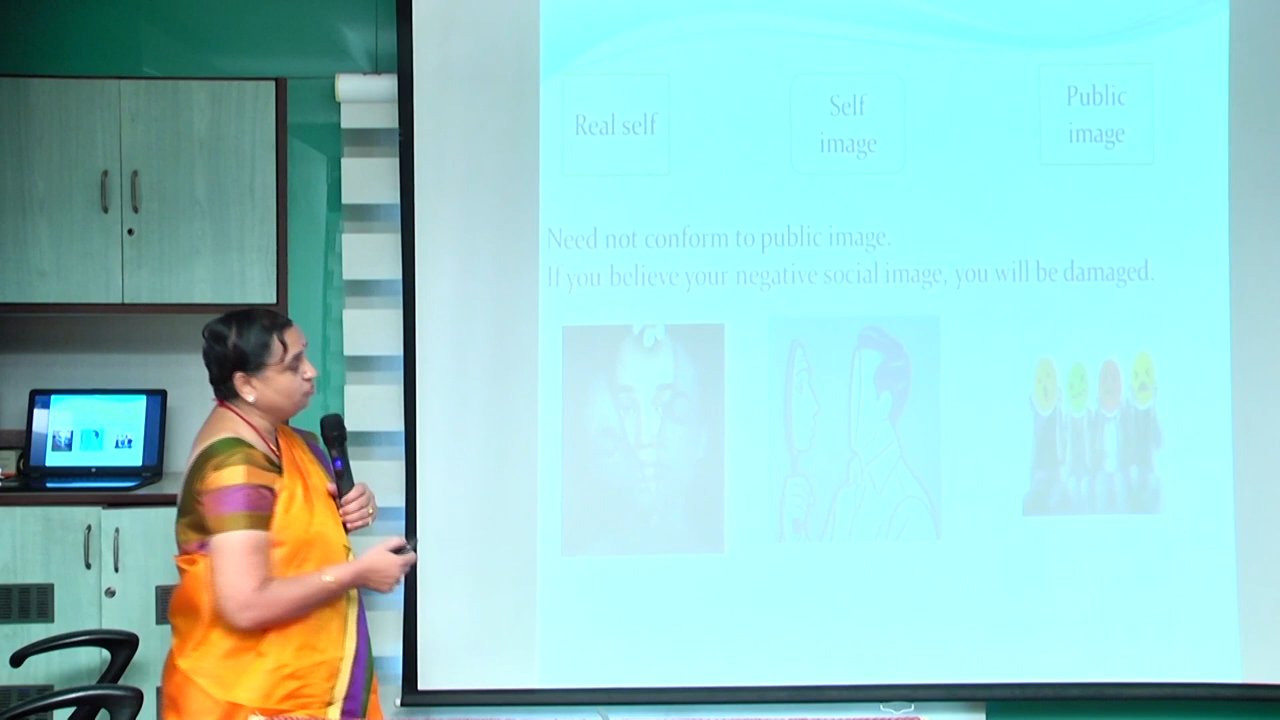 Real self
Self
image
Public
image
Need not conform to public image.
If you believe your negative social image, you will be damaged.